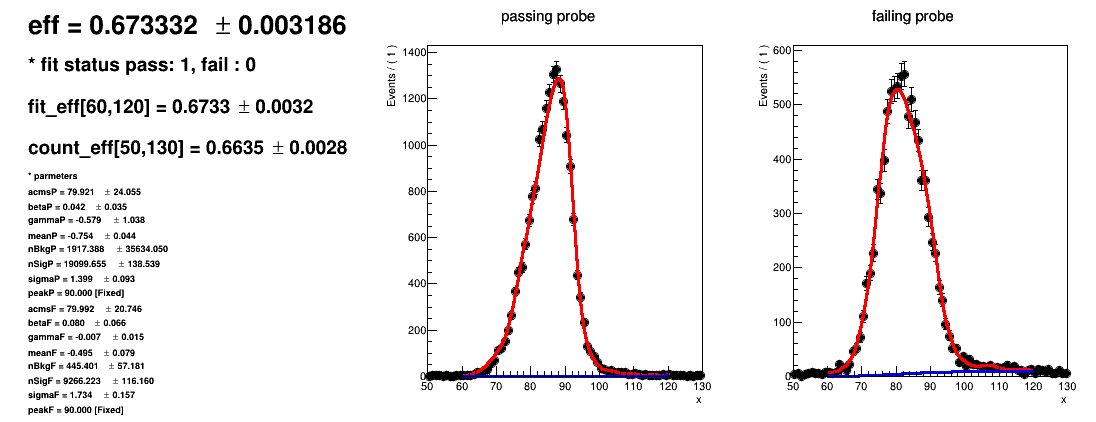 eff = 0.673332 ± 0.003186
* fit status pass: 1, fail : 0
fit_eff[60,120] = 0.6733 ± 0.0032
count_eff[50,130] = 0.6635 ± 0.0028
* parmeters
acmsP = 79.921 ± 24.055
betaP = 0.042 ± 0.035
gammaP = -0.579 ± 1.038
meanP = -0.754 ± 0.044
nBkgP = 1917.388 ± 35634.050
nSigP = 19099.655 ± 138.539
sigmaP = 1.399 ± 0.093
peakP = 90.000 [Fixed]
acmsF = 79.992 ± 20.746
betaF = 0.080 ± 0.066
gammaF = -0.007 ± 0.015
meanF = -0.495 ± 0.079
nBkgF = 445.401 ± 57.181
nSigF = 9266.223 ± 116.160
sigmaF = 1.734 ± 0.157
peakF = 90.000 [Fixed]
passing probe
Events / ( 1 )
1400
1200
1000
800
600
400
200
0
50 60 70 80 90 100 110 120 130
x
failing probe
Events / ( 1 )
600
500
400
300
200
100
0
50 60 70 80 90 100 110 120 130
x